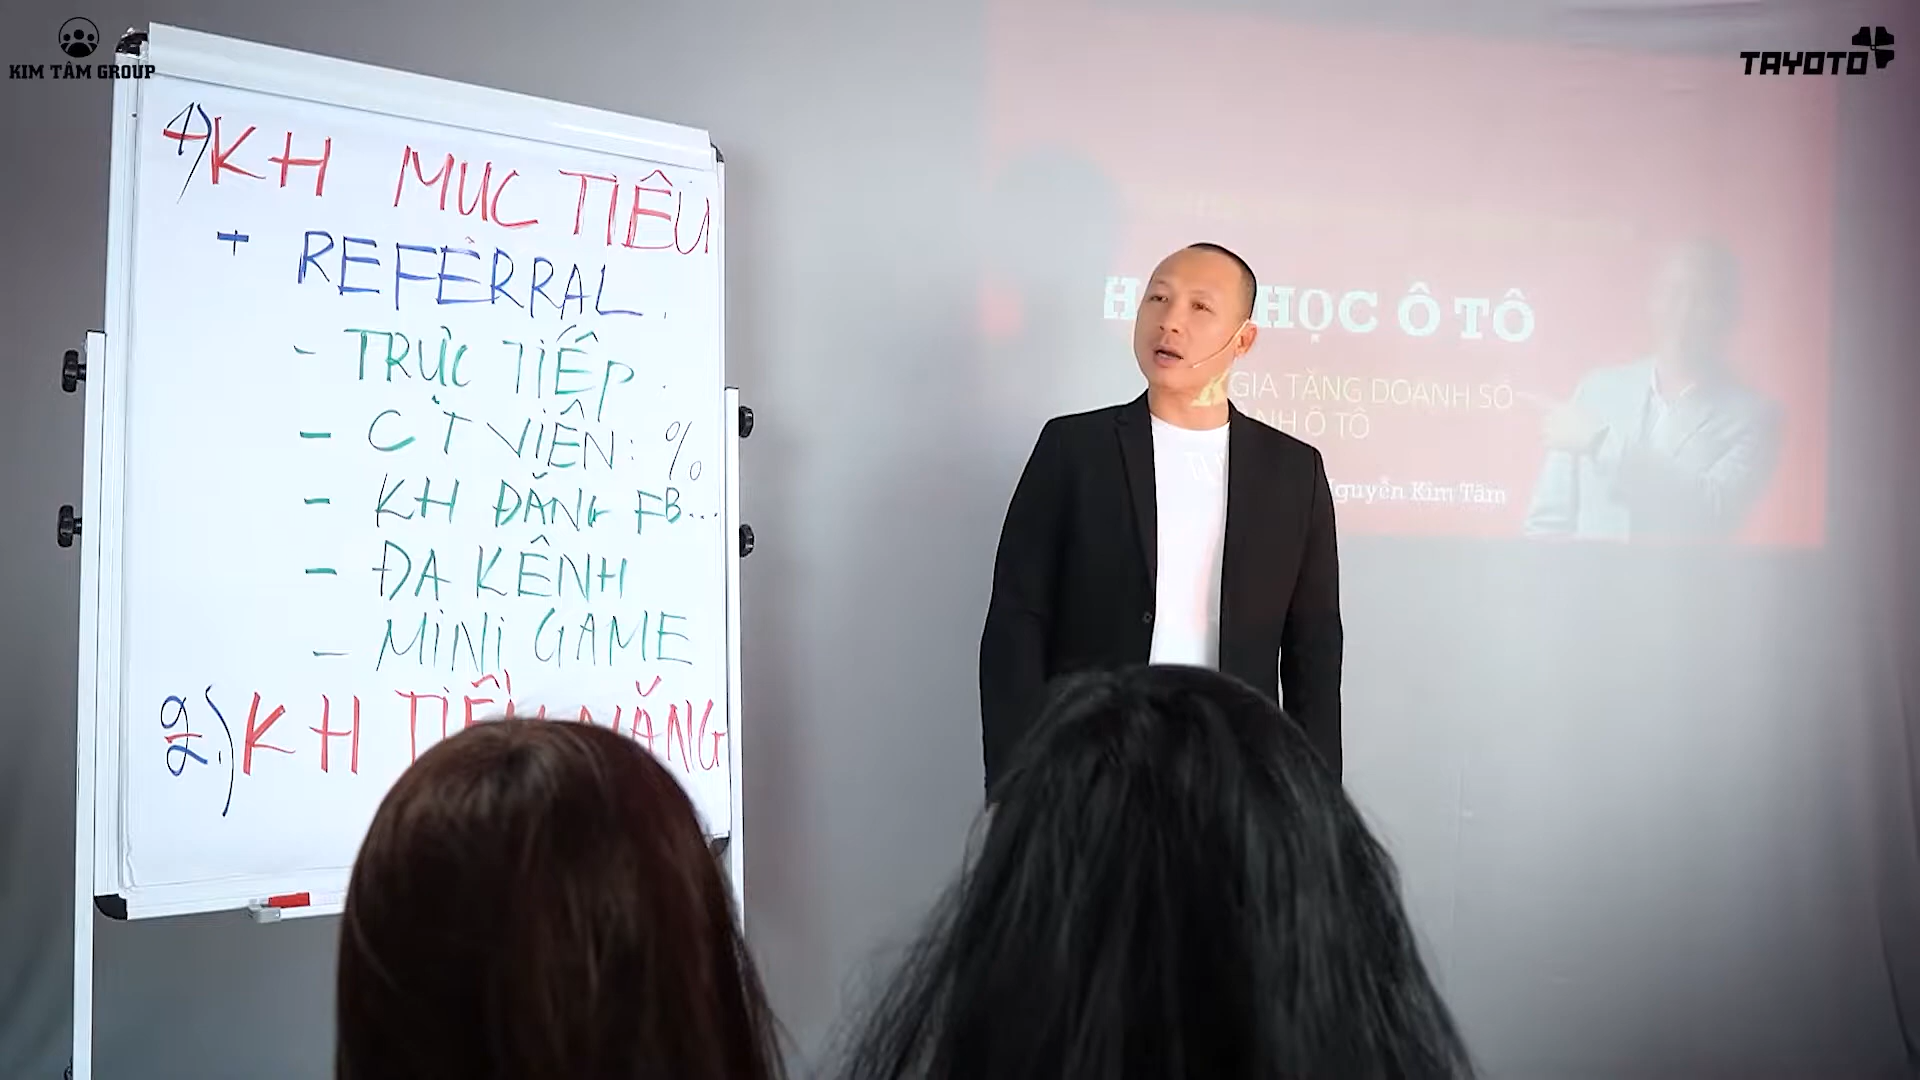 KIM TÂM GROUP
TAYOTO
1) KH MỤC TIÊU
+ REFERRAL.
- TRỰC TIẾP.
- CT VIÊN: %
- KH ĐĂNG FB...
- ĐA KÊNH
- MINI GAME
2.) KH TIỀM NĂNG
HỌC Ô TÔ
GIA TĂNG DOANH SỐ
Ô TÔ
Nguyễn Kim Tâm